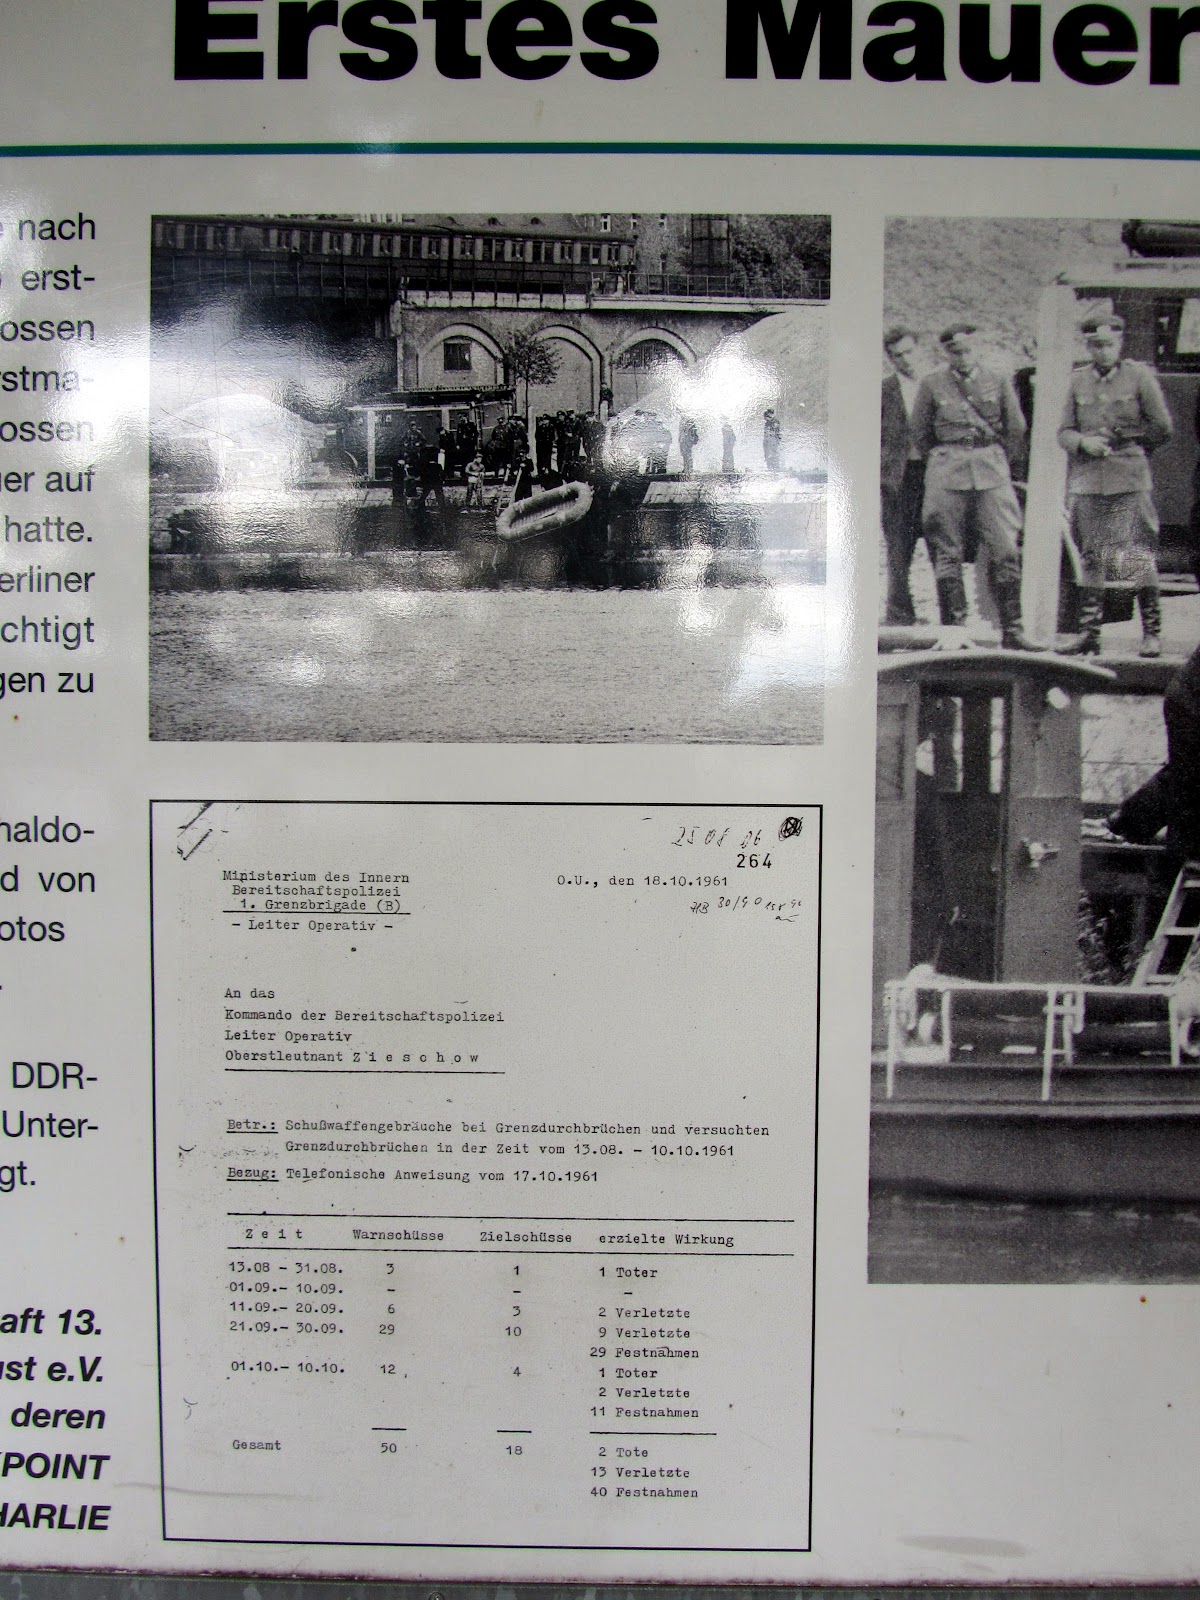 Erstes Mauer
nach
erst-
ossen
rstma-
ossen
er auf
hatte.
erliner
chtigt
gen zu
naldo-
d von
otos
DDR-
Unter-
gt.
aft 13.
ust e.V.
deren
POINT
HARLIE
25 08 06
264
Ministerium des Innern
Bereitschaftspolizei
1. Grenzbrigade (B)
- Leiter Operativ -
O.U., den 18.10.1961
An das
Kommando der Bereitschaftspolizei
Leiter Operativ
Oberstleutnant Z i e s c h o w
Betr.: Schußwaffengebräuche bei Grenzdurchbrüchen und versuchten
Grenzdurchbrüchen in der Zeit vom 13.08. - 10.10.1961
Bezug: Telefonische Anweisung vom 17.10.1961
Z e i t Warnschüsse Zielschüsse erzielte Wirkung
13.08 - 31.08. 3 1 1 Toter
01.09.- 10.09. - - -
11.09.- 20.09. 6 3 2 Verletzte
21.09.- 30.09. 29 10 9 Verletzte
29 Festnahmen
01.10.- 10.10. 12 4 1 Toter
2 Verletzte
11 Festnahmen
Gesamt 50 18 2 Tote
13 Verletzte
40 Festnahmen